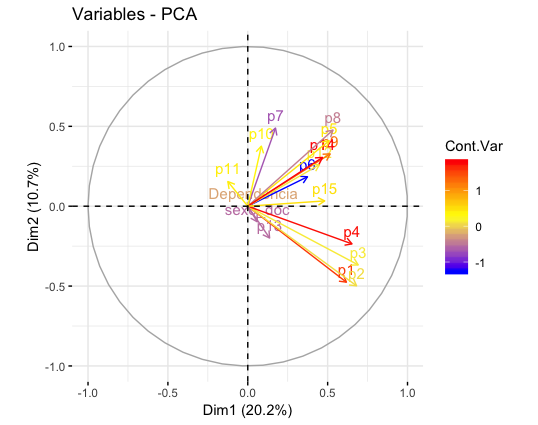 Variables - PCA
1.0
0.5
0.0
-0.5
-1.0
Dim2 (10.7%)
p7
p8
p10
p14
p11
p15
Dependencia
p13
p4
p3
p1
p2
-1.0
-0.5
0.0
0.5
1.0
Dim1 (20.2%)
Cont.Var
1
0
-1